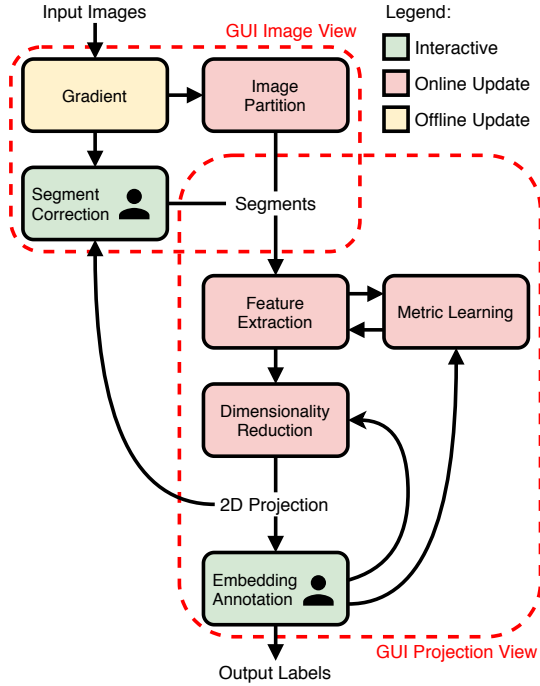 Input Images
Legend:
GUI Image View
Interactive
Online Update
Offline Update
Gradient
Image
Partition
Segment
Correction
Segments
Feature
Extraction
Metric Learning
Dimensionality
Reduction
2D Projection
Embedding
Annotation
GUI Projection View
Output Labels